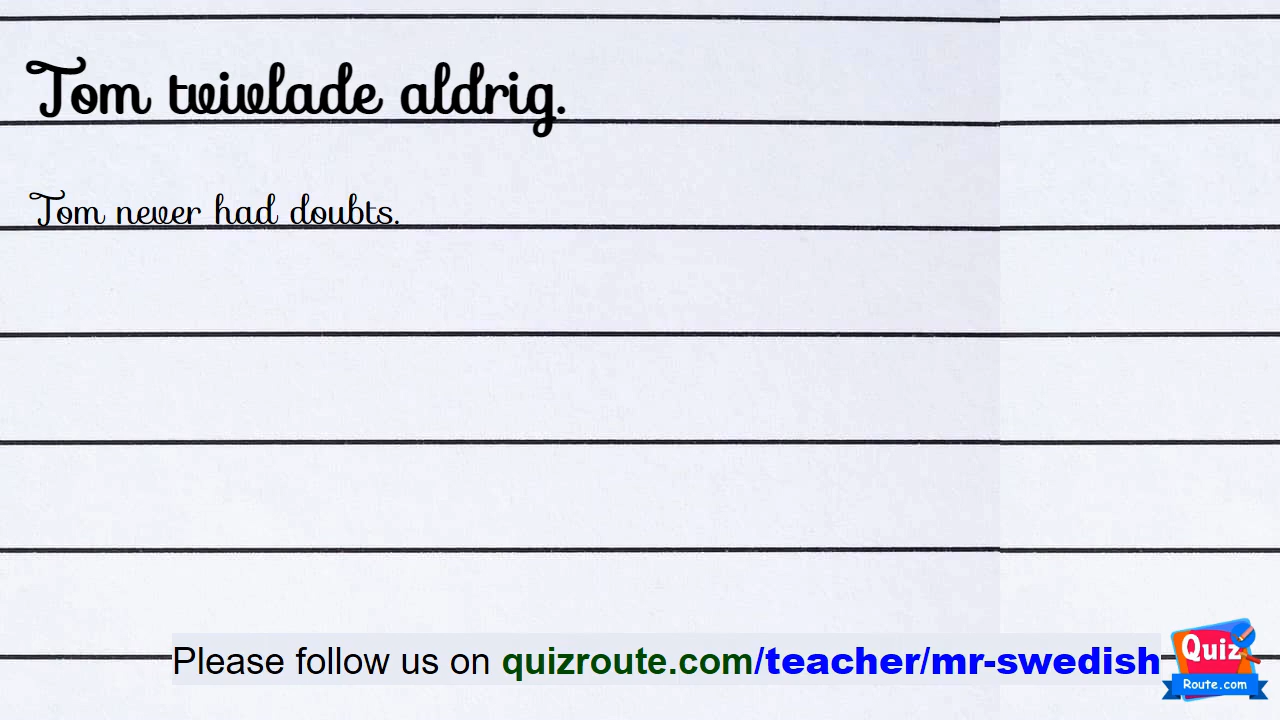 Tom tvivlade aldrig.
Tom never had doubts.
Please follow us on quizroute.com/teacher/mr-swedish
Quiz
Route.com